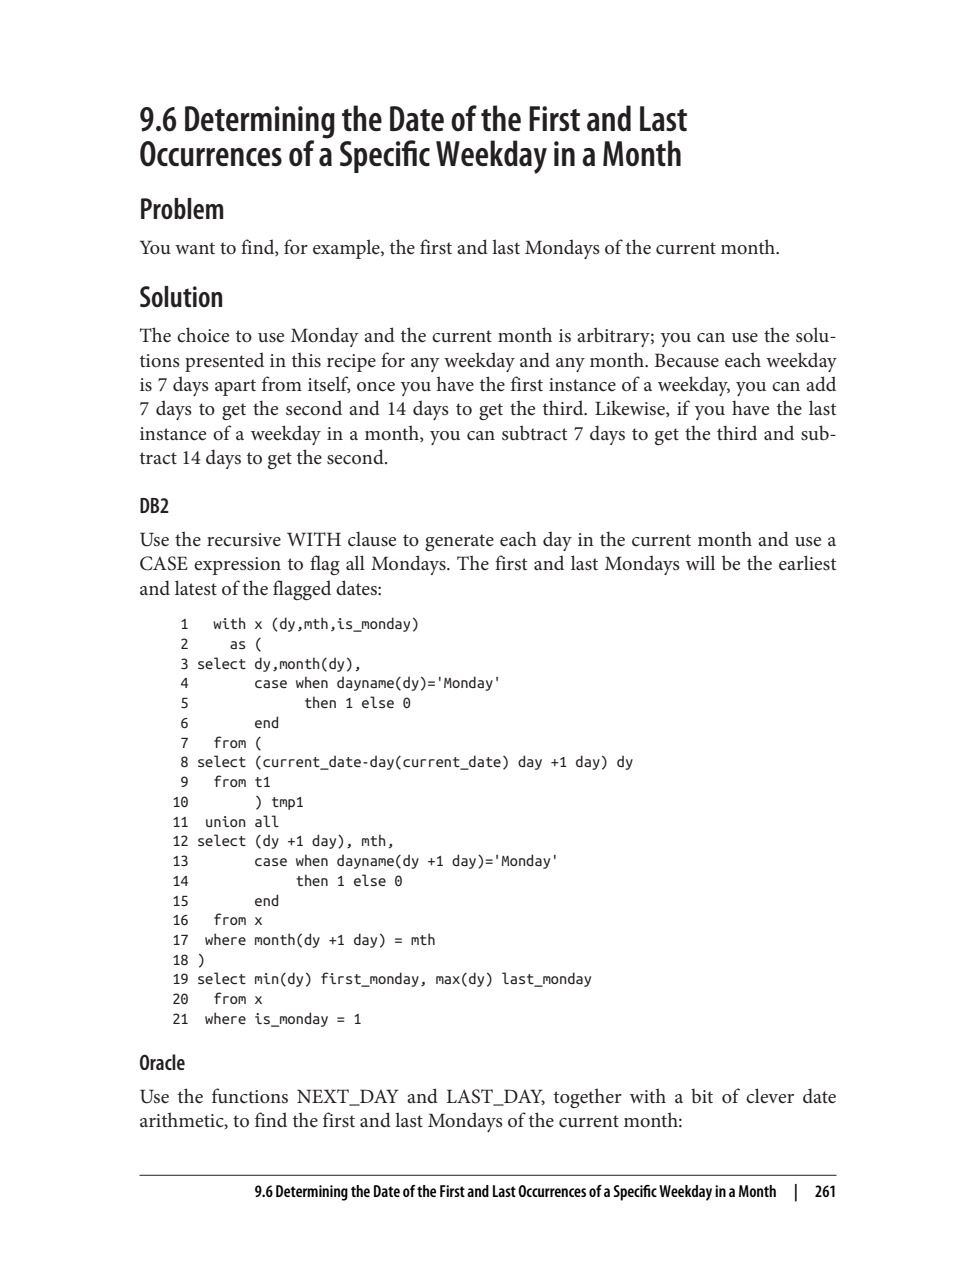 9.6 Determining the Date of the First and Last
Occurrences of a Specific Weekday in a Month
Problem
You want to find, for example, the first and last Mondays of the current month.
Solution
The choice to use Monday and the current month is arbitrary; you can use the solu-
tions presented in this recipe for any weekday and any month. Because each weekday
is 7 days apart from itself, once you have the first instance of a weekday, you can add
7 days to get the second and 14 days to get the third. Likewise, if you have the last
instance of a weekday in a month, you can subtract 7 days to get the third and sub-
tract 14 days to get the second.
DB2
Use the recursive WITH clause to generate each day in the current month and use a
CASE expression to flag all Mondays. The first and last Mondays will be the earliest
and latest of the flagged dates:
1   with x (dy,mth,is_monday)
2     as (
3 select dy,month(dy),
4        case when dayname(dy)='Monday'
5              then 1 else 0
6        end
7   from (
8 select (current_date-day(current_date) day +1 day) dy
9   from t1
10        ) tmp1
11  union all
12 select (dy +1 day), mth,
13        case when dayname(dy +1 day)='Monday'
14             then 1 else 0
15        end
16   from x
17  where month(dy +1 day) = mth
18 )
19 select min(dy) first_monday, max(dy) last_monday
20   from x
21  where is_monday = 1
Oracle
Use the functions NEXT_DAY and LAST_DAY, together with a bit of clever date
arithmetic, to find the first and last Mondays of the current month:
9.6 Determining the Date of the First and Last Occurrences of a Specific Weekday in a Month | 261